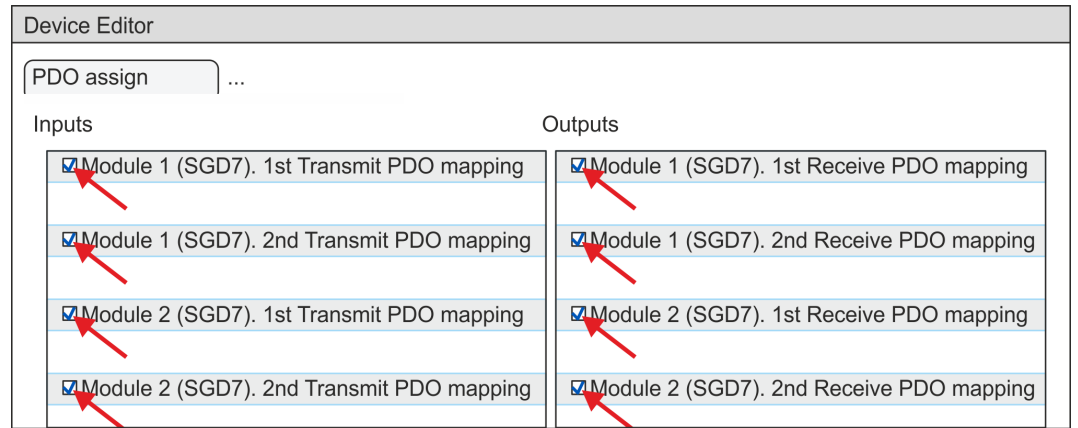 Device Editor
PDO assign ...
Inputs
Module 1 (SGD7). 1st Transmit PDO mapping
Module 1 (SGD7). 2nd Transmit PDO mapping
Module 2 (SGD7). 1st Transmit PDO mapping
Module 2 (SGD7). 2nd Transmit PDO mapping
Outputs
Module 1 (SGD7). 1st Receive PDO mapping
Module 1 (SGD7). 2nd Receive PDO mapping
Module 2 (SGD7). 1st Receive PDO mapping
Module 2 (SGD7). 2nd Receive PDO mapping